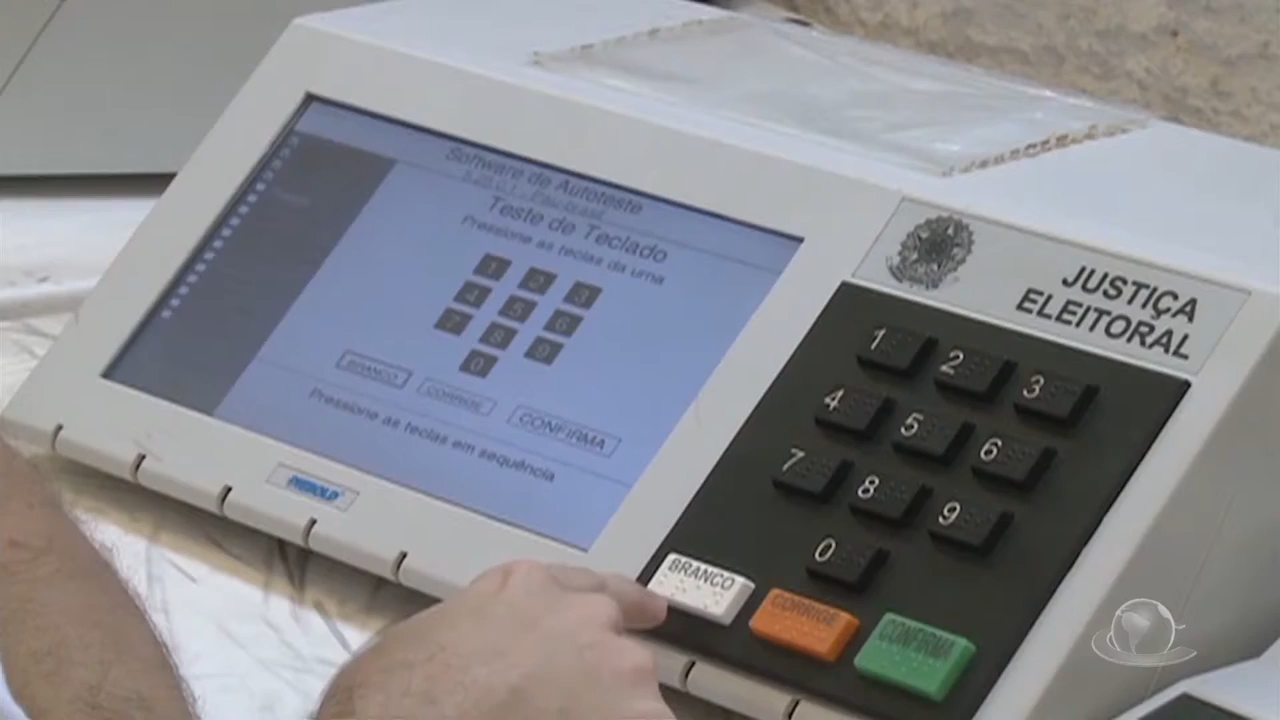 Software de Autoteste
Teste de Teclado
Pressione as teclas da urna
1 2 3
4 5 6
7 8 9
0
BRANCO CORRIGE CONFIRMA
Pressione as teclas em sequência
DIEBOLD
JUSTIÇA
ELEITORAL
1 2 3
4 5 6
7 8 9
0
BRANCO CORRIGE CONFIRMA